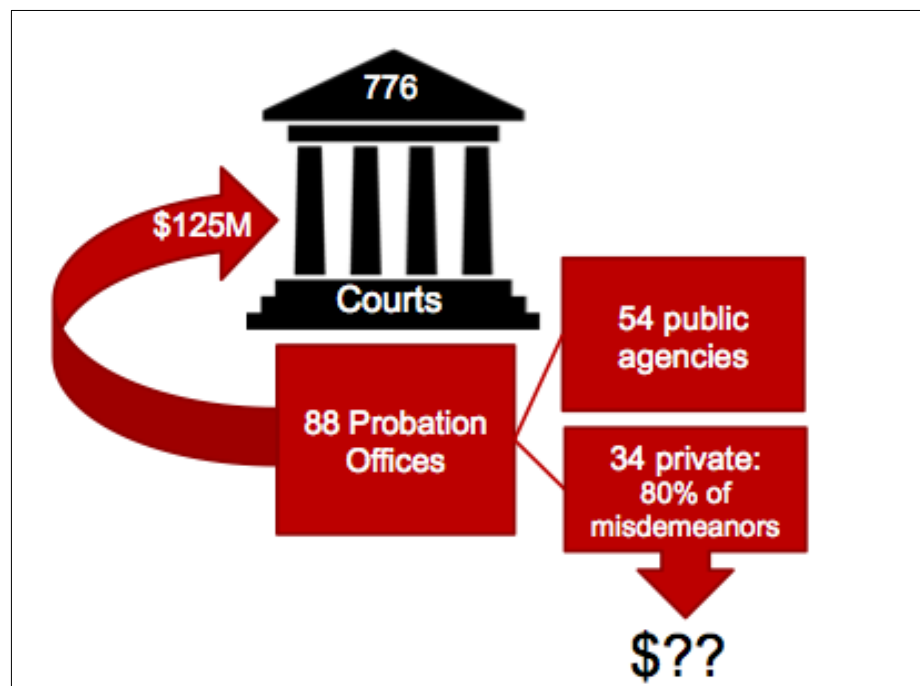 776
$125M
Courts
88 Probation
Offices
54 public
agencies
34 private:
80% of
misdemeanors
$??